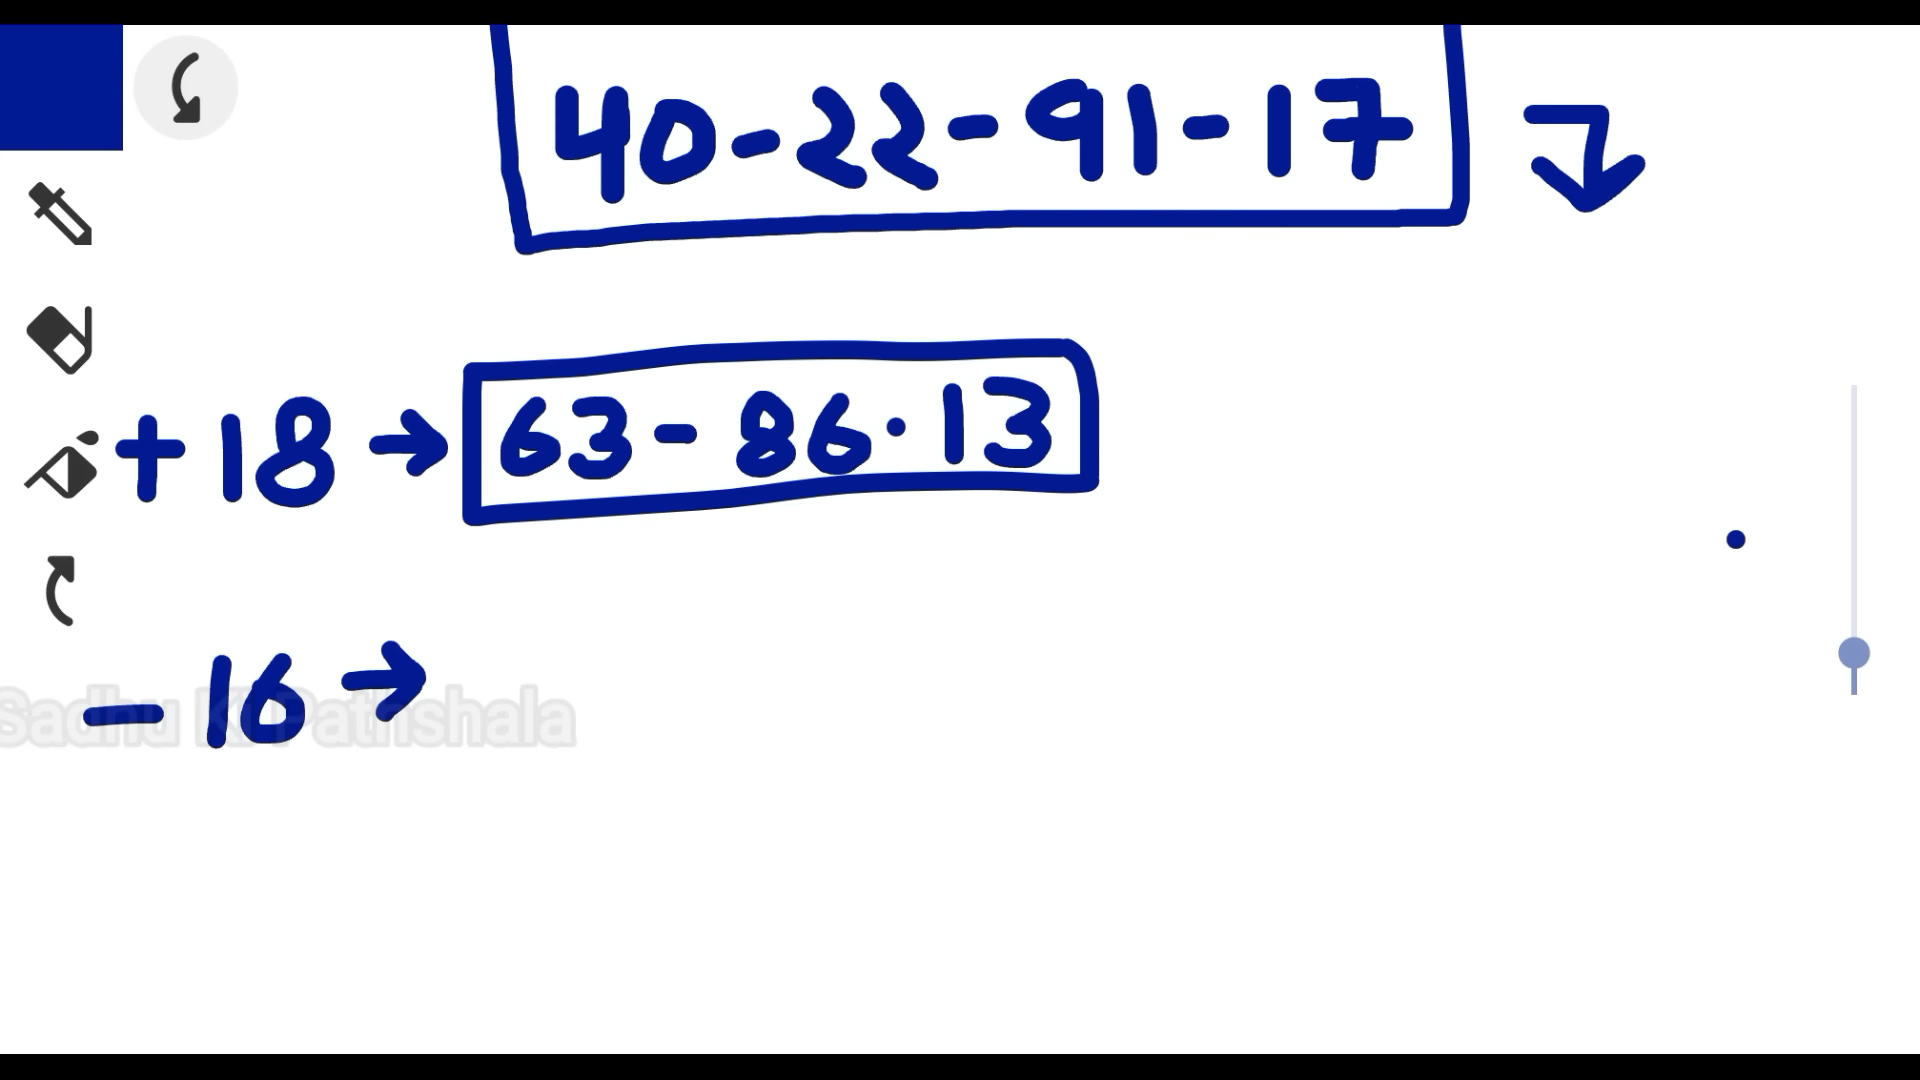 40-22-91-17
+18 → 63-86·13
-16 →
Sadhu Ki Pathshala